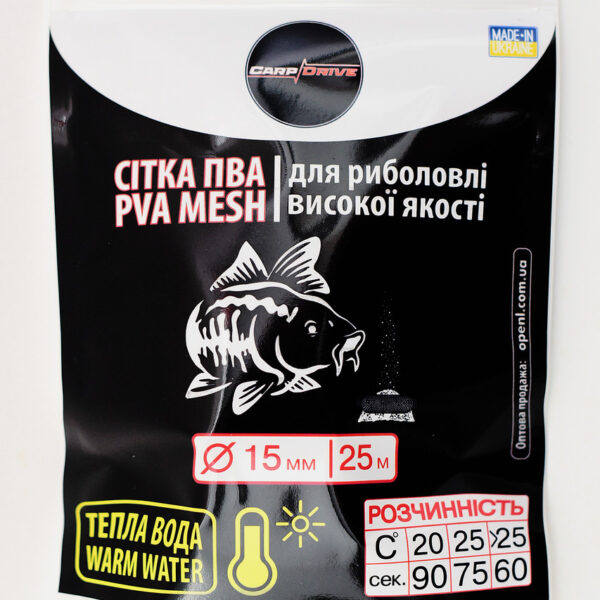 MADE IN
UKRAINE
CARP DRIVE
СІТКА ПВА
PVA MESH
для риболовлі
високої якості
Оптова продажа: openl.com.ua
Ø 15 мм | 25 м
ТЕПЛА ВОДА
WARM WATER
РОЗЧИННІСТЬ
C° 20 25 >25
сек. 90 75 60